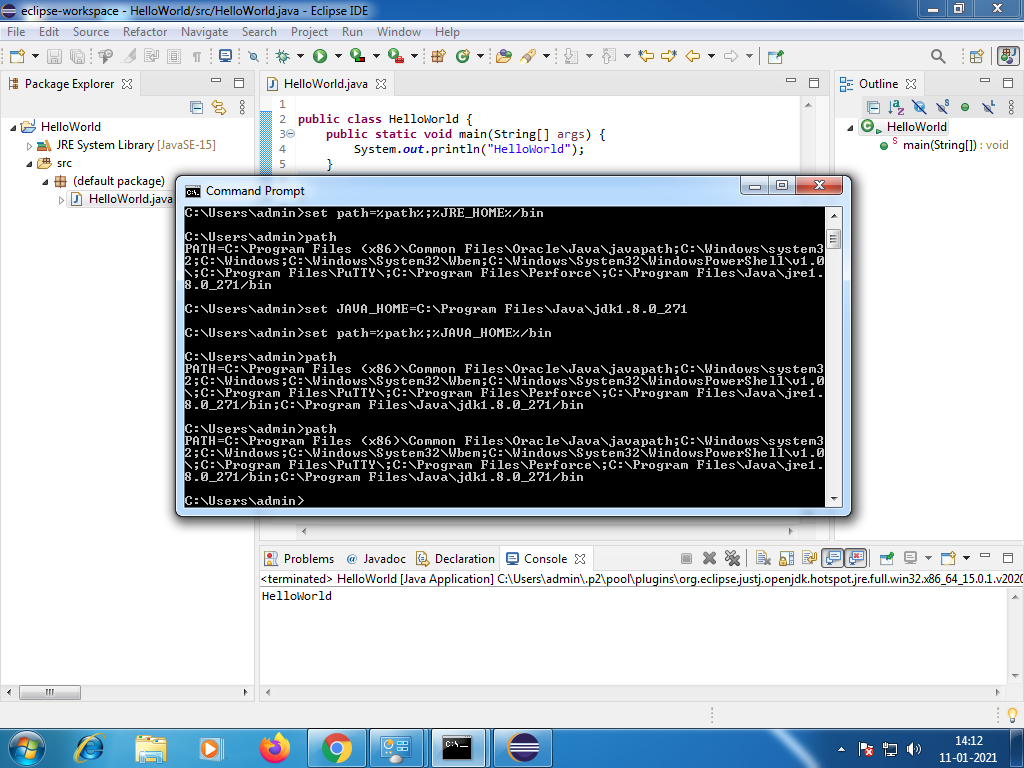 eclipse-workspace - HelloWorld/src/HelloWorld.java - Eclipse IDE
File Edit Source Refactor Navigate Search Project Run Window Help
Package Explorer
HelloWorld
JRE System Library [JavaSE-15]
src
(default package)
HelloWorld.java
HelloWorld.java
1
2 public class HelloWorld {
3 public static void main(String[] args) {
4 System.out.println("HelloWorld");
5 }
Outline
HelloWorld
main(String[]) : void
Command Prompt
C:\Users\admin>set path=%path%;%JRE_HOME%/bin
C:\Users\admin>path
PATH=C:\Program Files (x86)\Common Files\Oracle\Java\javapath;C:\Windows\system3
2;C:\Windows;C:\Windows\System32\Wbem;C:\Windows\System32\WindowsPowerShell\v1.0
\;C:\Program Files\PuTTY\;C:\Program Files\Perforce\;C:\Program Files\Java\jre1.
8.0_271/bin
C:\Users\admin>set JAVA_HOME=C:\Program Files\Java\jdk1.8.0_271
C:\Users\admin>set path=%path%;%JAVA_HOME%/bin
C:\Users\admin>path
PATH=C:\Program Files (x86)\Common Files\Oracle\Java\javapath;C:\Windows\system3
2;C:\Windows;C:\Windows\System32\Wbem;C:\Windows\System32\WindowsPowerShell\v1.0
\;C:\Program Files\PuTTY\;C:\Program Files\Perforce\;C:\Program Files\Java\jre1.
8.0_271/bin;C:\Program Files\Java\jdk1.8.0_271/bin
C:\Users\admin>path
PATH=C:\Program Files (x86)\Common Files\Oracle\Java\javapath;C:\Windows\system3
2;C:\Windows;C:\Windows\System32\Wbem;C:\Windows\System32\WindowsPowerShell\v1.0
\;C:\Program Files\PuTTY\;C:\Program Files\Perforce\;C:\Program Files\Java\jre1.
8.0_271/bin;C:\Program Files\Java\jdk1.8.0_271/bin
C:\Users\admin>
Problems @ Javadoc Declaration Console
<terminated> HelloWorld [Java Application] C:\Users\admin\.p2\pool\plugins\org.eclipse.justj.openjdk.hotspot.jre.full.win32.x86_64_15.0.1.v2020
HelloWorld
14:12
11-01-2021